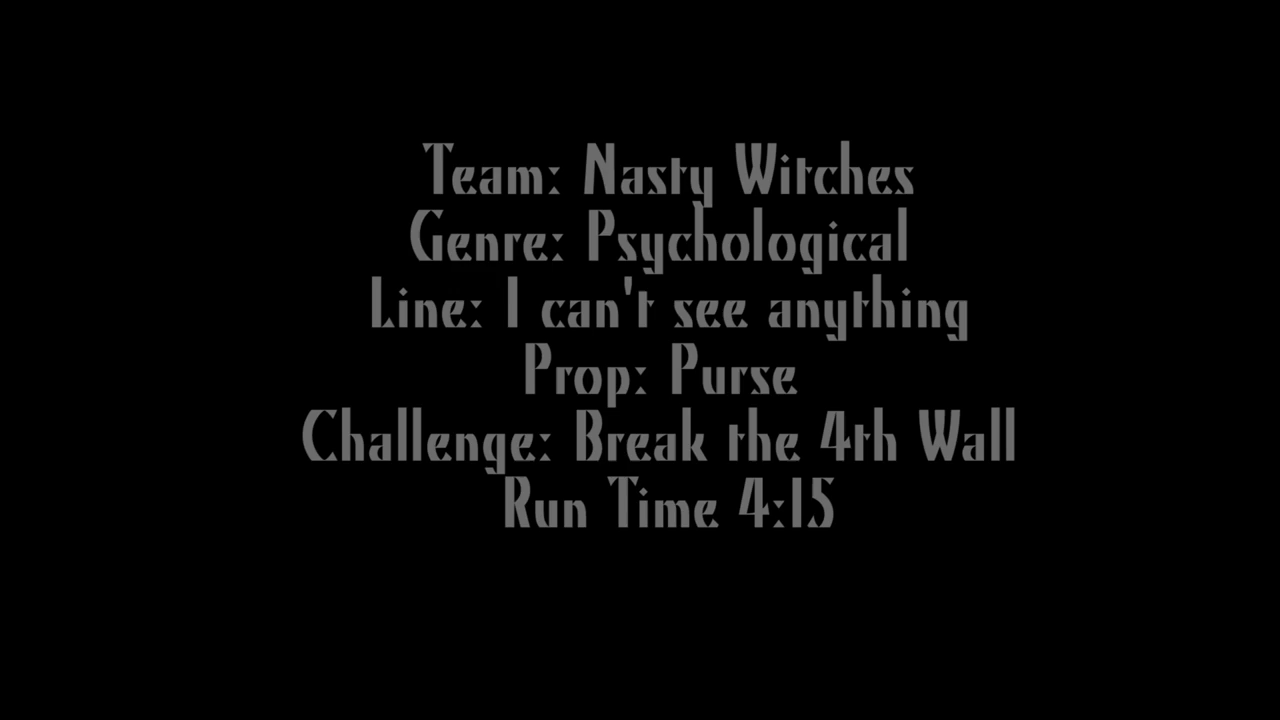 Team: Nasty Witches
Genre: Psychological
Line: I can't see anything
Prop: Purse
Challenge: Break the 4th Wall
Run Time 4:15